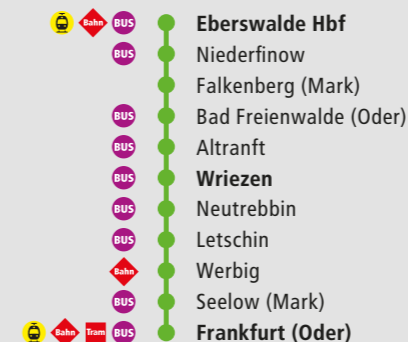 Bahn BUS Eberswalde Hbf
BUS Niederfinow
Falkenberg (Mark)
BUS Bad Freienwalde (Oder)
BUS Altranft
BUS Wriezen
BUS Neutrebbin
BUS Letschin
Bahn Werbig
BUS Seelow (Mark)
Bahn Tram BUS Frankfurt (Oder)